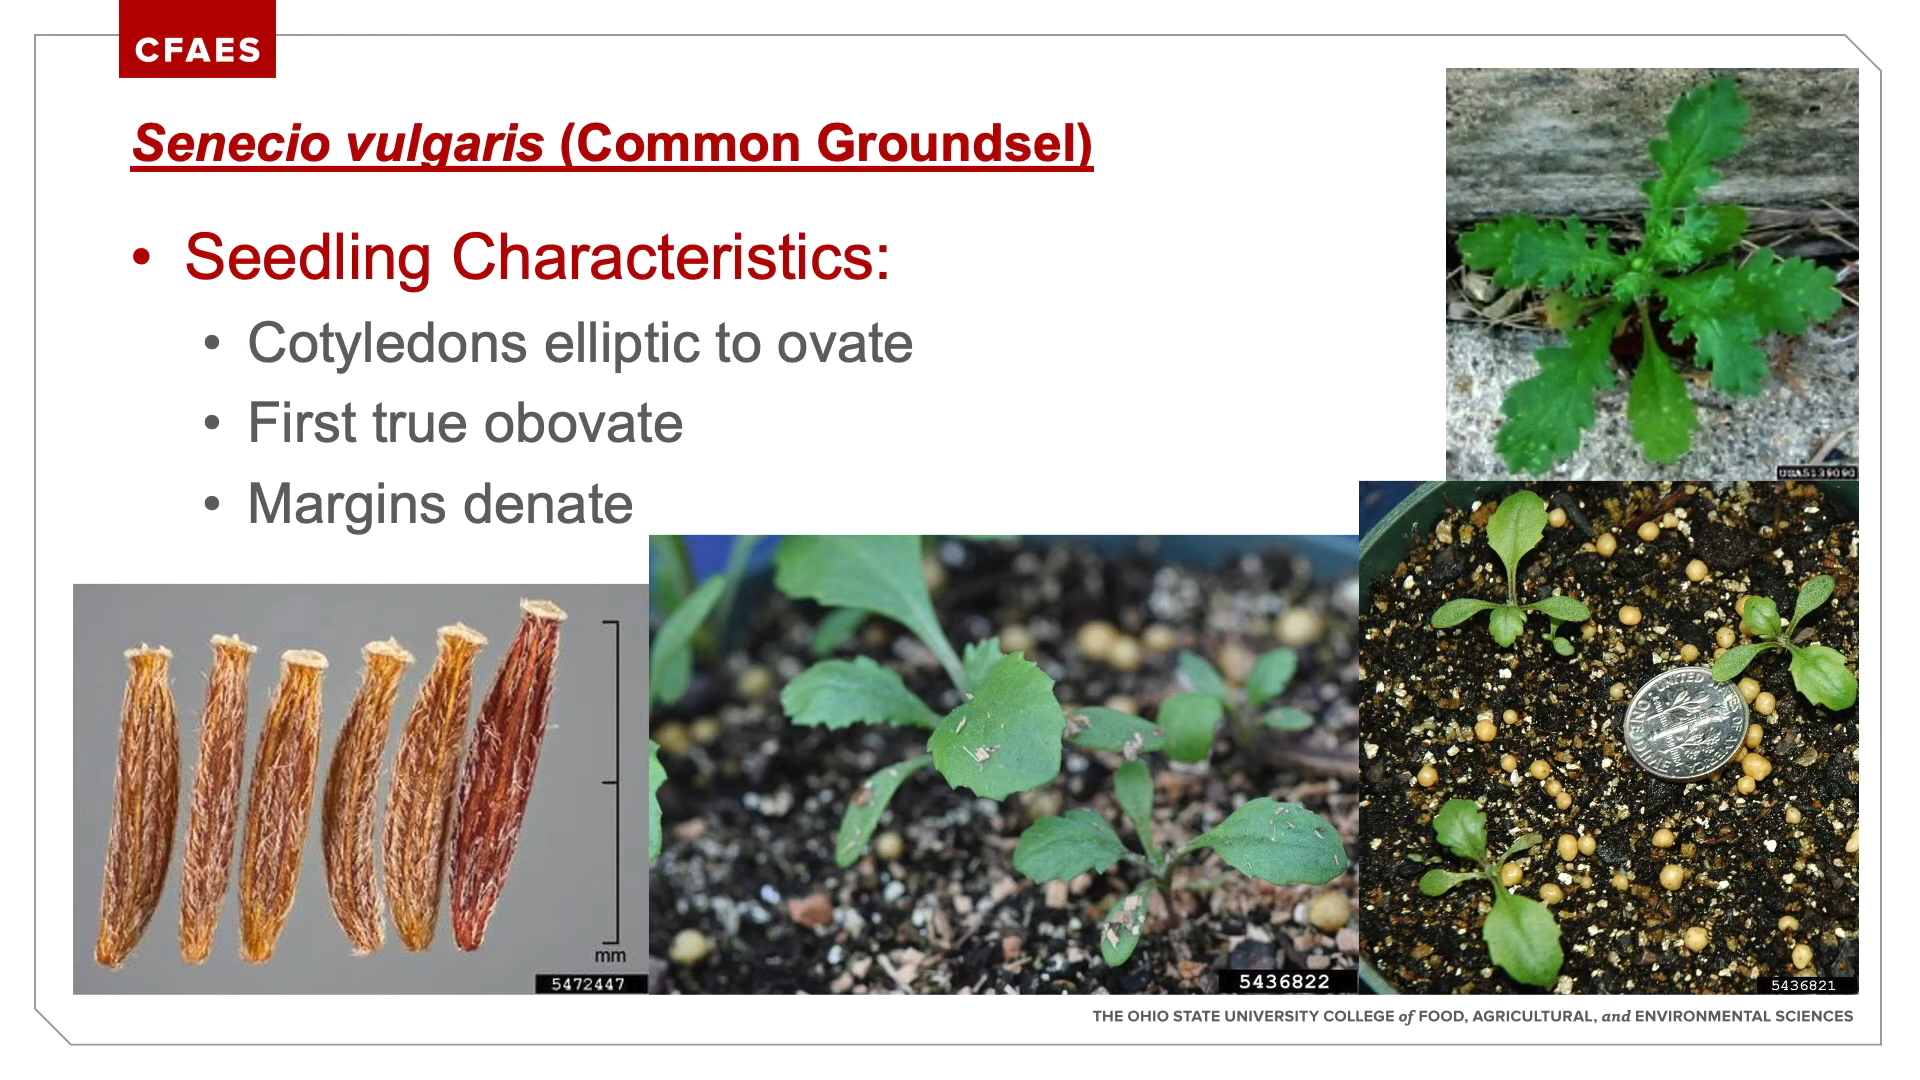 CFAES
Senecio vulgaris (Common Groundsel)
• Seedling Characteristics:
• Cotyledons elliptic to ovate
• First true obovate
• Margins denate
UGA5139090
mm
5472447
5436822
5436821
THE OHIO STATE UNIVERSITY COLLEGE of FOOD, AGRICULTURAL, and ENVIRONMENTAL SCIENCES